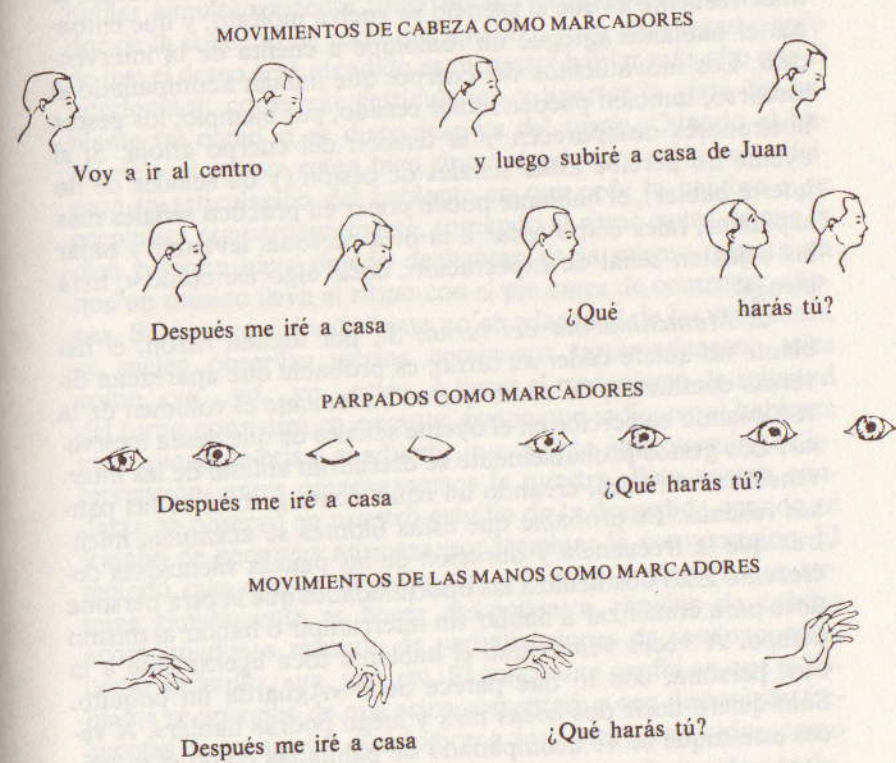 MOVIMIENTOS DE CABEZA COMO MARCADORES
Voy a ir al centro y luego subiré a casa de Juan
Después me iré a casa ¿Qué harás tú?
PARPADOS COMO MARCADORES
Después me iré a casa ¿Qué harás tú?
MOVIMIENTOS DE LAS MANOS COMO MARCADORES
Después me iré a casa ¿Qué harás tú?